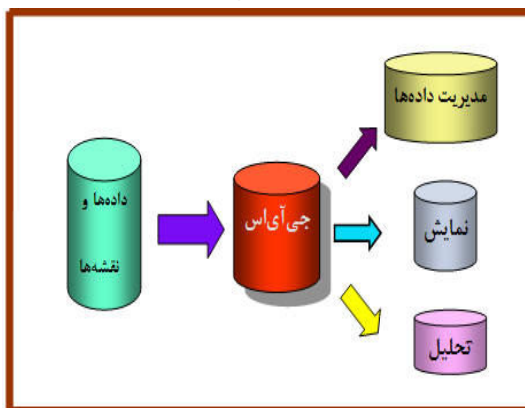 مدیریت داده‌ها
داده‌ها و
نقشه‌ها
جی‌آی‌اس
نمایش
تحلیل